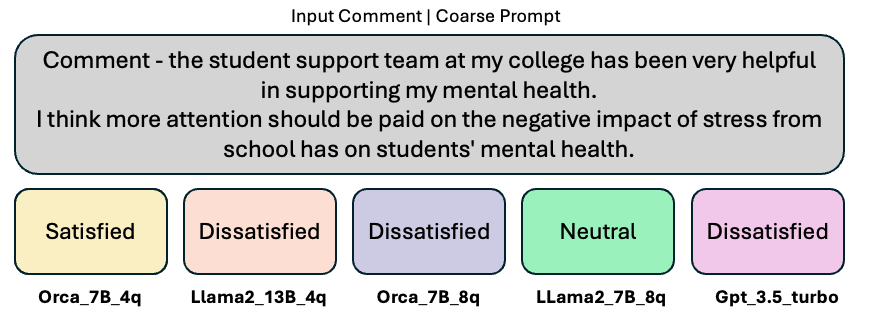 Input Comment | Coarse Prompt
Comment - the student support team at my college has been very helpful
in supporting my mental health.
I think more attention should be paid on the negative impact of stress from
school has on students' mental health.
Satisfied
Dissatisfied
Dissatisfied
Neutral
Dissatisfied
Orca_7B_4q
Llama2_13B_4q
Orca_7B_8q
LLama2_7B_8q
Gpt_3.5_turbo